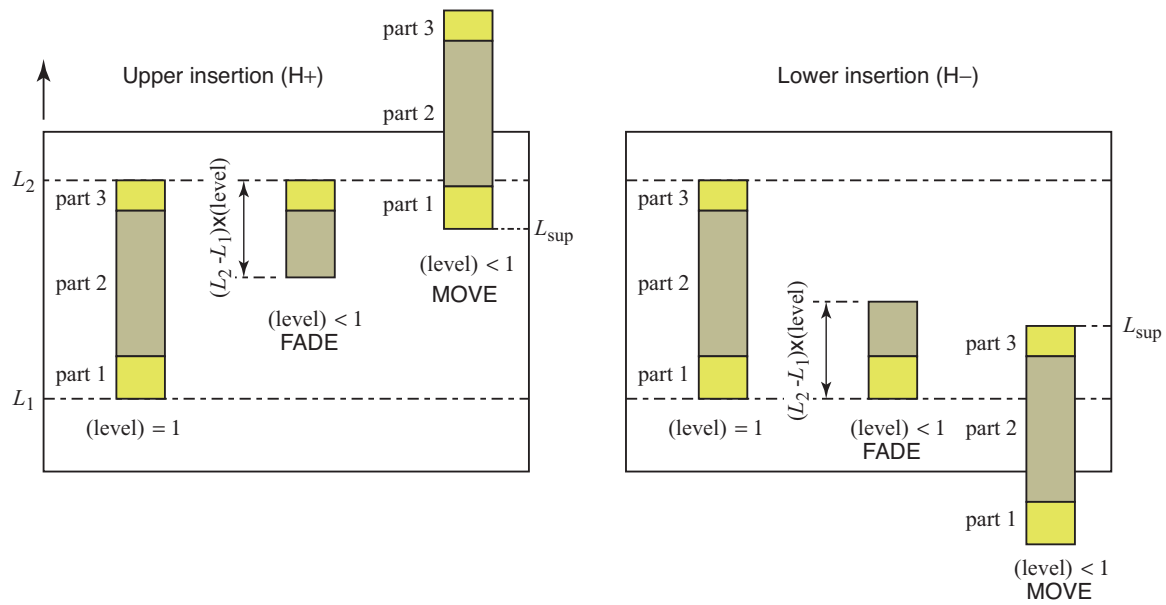 Upper insertion (H+)
part 3
part 2
part 1
L₂
part 3
part 2
part 1
L₁
(level) = 1
(L₂ -L₁)x(level)
(level) < 1
FADE
L_sup
(level) < 1
MOVE
Lower insertion (H−)
part 3
part 2
part 1
(level) = 1
(L₂ -L₁)x(level)
(level) < 1
FADE
L_sup
part 3
part 2
part 1
(level) < 1
MOVE